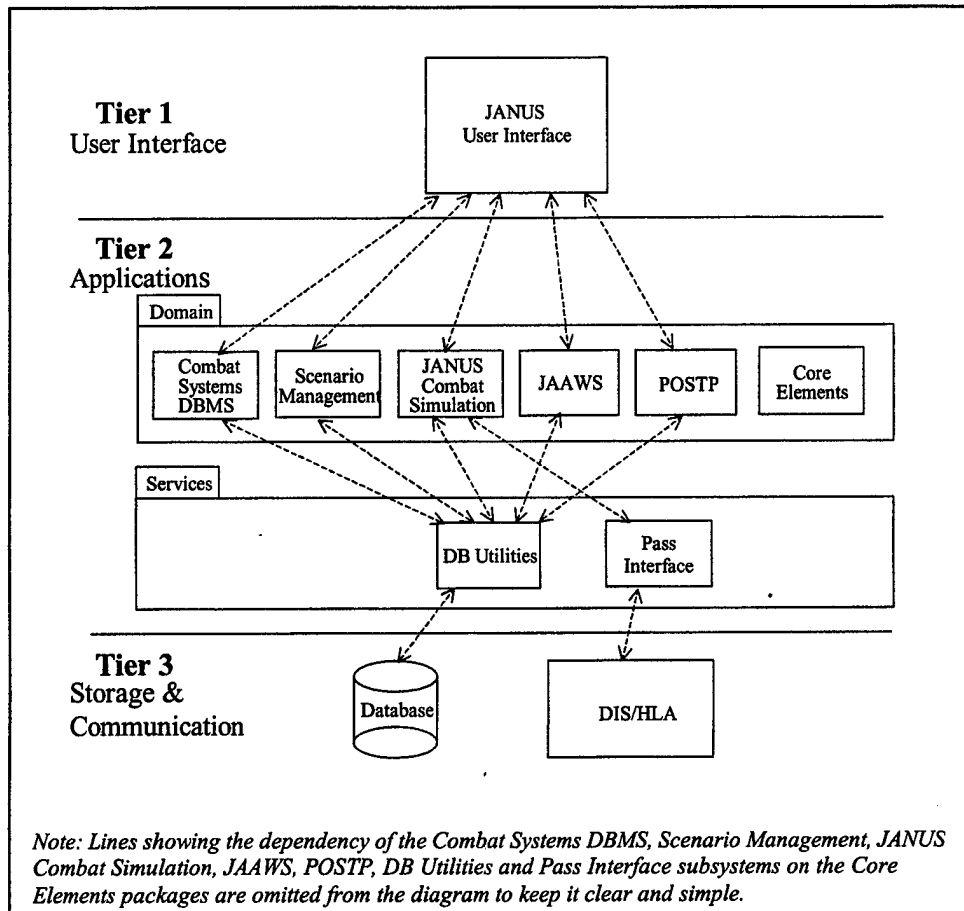 Tier 1
User Interface
JANUS
User Interface
Tier 2
Applications
Domain
Combat
Systems
DBMS
Scenario
Management
JANUS
Combat
Simulation
JAAWS
POSTP
Core
Elements
Services
DB Utilities
Pass
Interface
Tier 3
Storage &
Communication
Database
DIS/HLA
Note: Lines showing the dependency of the Combat Systems DBMS, Scenario Management, JANUS
Combat Simulation, JAAWS, POSTP, DB Utilities and Pass Interface subsystems on the Core
Elements packages are omitted from the diagram to keep it clear and simple.